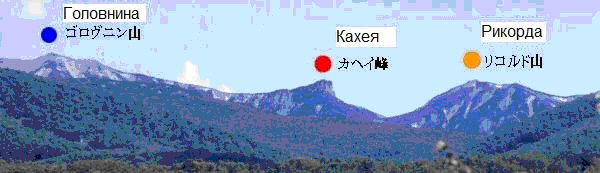 Головнина
ゴロヴニン山
Кахея
カヘイ峰
Рикорда
リコルド山